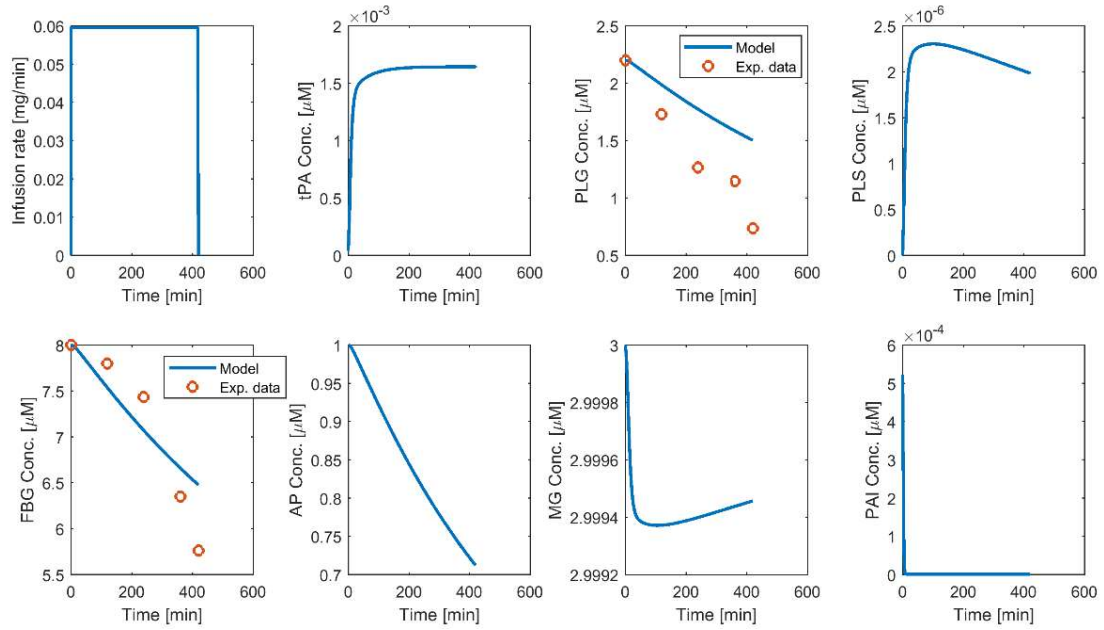 0.06
0.05
0.04
0.03
0.02
0.01
0
0 200 400 600
Infusion rate [mg/min]
Time [min]
×10⁻³
2
1.5
1
0.5
0
0 200 400 600
tPA Conc. [μM]
Time [min]
2.5
2
1.5
1
0.5
0 200 400 600
PLG Conc. [μM]
Time [min]
Model
Exp. data
×10⁻⁶
2.5
2
1.5
1
0.5
0
0 200 400 600
PLS Conc. [μM]
Time [min]
8
7.5
7
6.5
6
5.5
0 200 400 600
FBG Conc. [μM]
Time [min]
Model
Exp. data
1
0.95
0.9
0.85
0.8
0.75
0.7
0 200 400 600
AP Conc. [μM]
Time [min]
3
2.9998
2.9996
2.9994
2.9992
0 200 400 600
MG Conc. [μM]
Time [min]
6 ×10⁻⁴
5
4
3
2
1
0
0 200 400 600
PAI Conc. [μM]
Time [min]